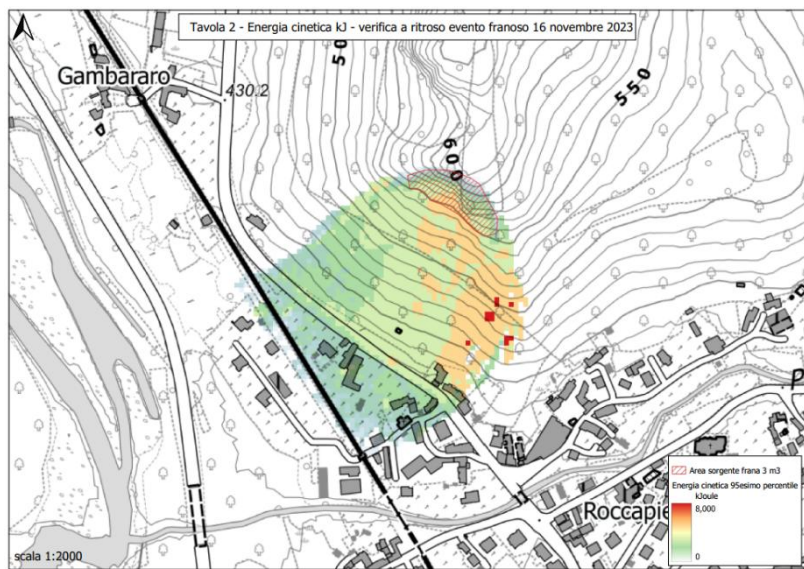 Tavola 2 - Energia cinetica kJ - verifica a ritroso evento franoso 16 novembre 2023
Gambararo
430.2
50
550
600
P
Roccapie
Area sorgente frana 3 m3
Energia cinetica 95esimo percentile
kJoule
8,000
0
scala 1:2000